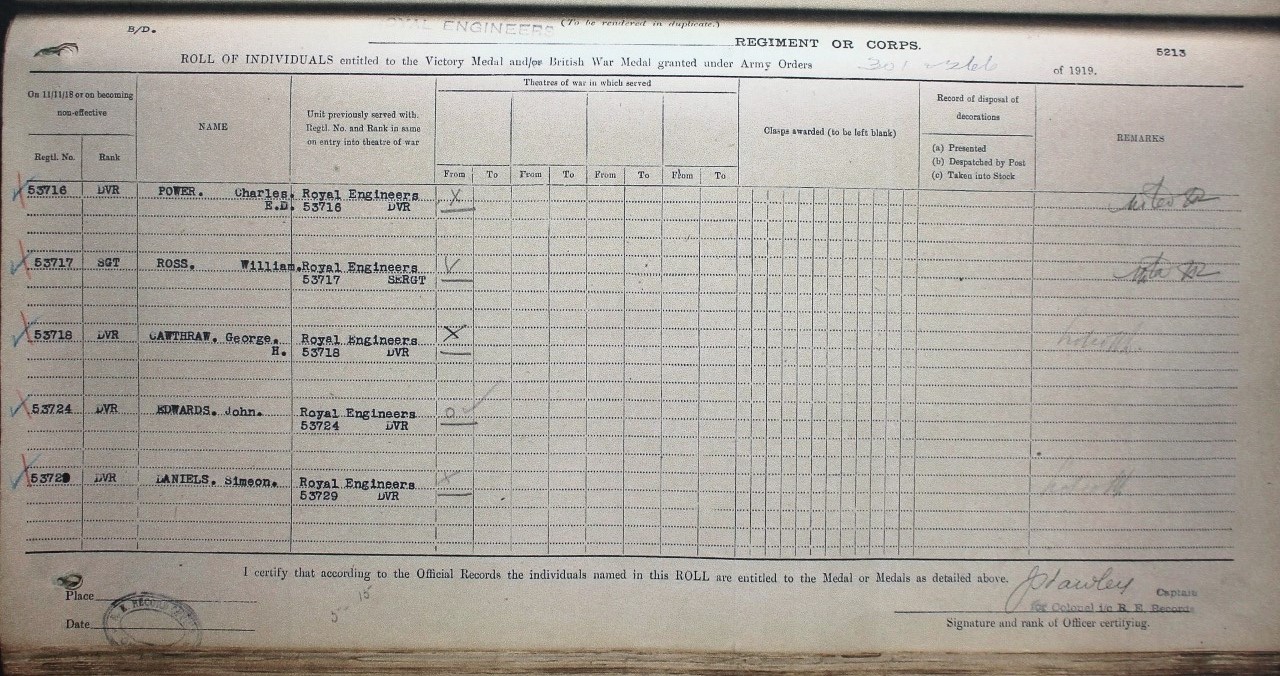 B/D.
ROYAL ENGINEERS (To be rendered in duplicate.)
REGIMENT OR CORPS.
5213
ROLL OF INDIVIDUALS entitled to the Victory Medal and/or British War Medal granted under Army Orders 301 & 266 of 1919.
On 11/11/18 or on becoming non-effective
Regtl. No.
Rank
NAME
Unit previously served with. Regtl. No. and Rank in same on entry into theatre of war
Theatres of war in which served
From To From To From To From To
Clasps awarded (to be left blank)
Record of disposal of decorations
(a) Presented
(b) Despatched by Post
(c) Taken into Stock
REMARKS
53716 DVR POWER. Charles. Royal Engineers X
E.D. 53716 DVR
53717 SGT ROSS. William. Royal Engineers
53717 SERGT
53718 DVR CAWTHRAW. George. Royal Engineers X
H. 53718 DVR
53724 DVR EDWARDS. John. Royal Engineers
53724 DVR
53729 DVR DANIELS. Simeon. Royal Engineers
53729 DVR
I certify that according to the Official Records the individuals named in this ROLL are entitled to the Medal or Medals as detailed above.
Place
15
5
Captain
for Colonel i/c R. E. Records
Date
Signature and rank of Officer certifying.